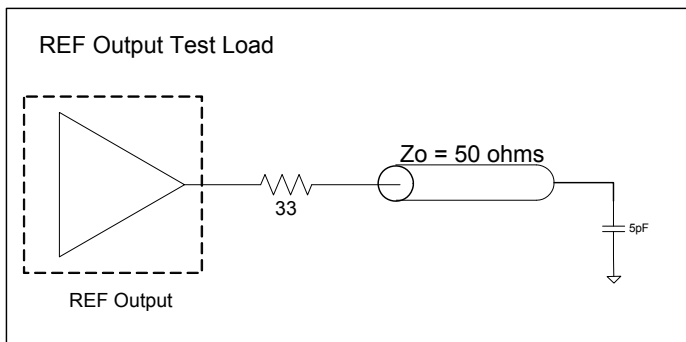 REF Output Test Load
Zo = 50 ohms
33
5pF
REF Output